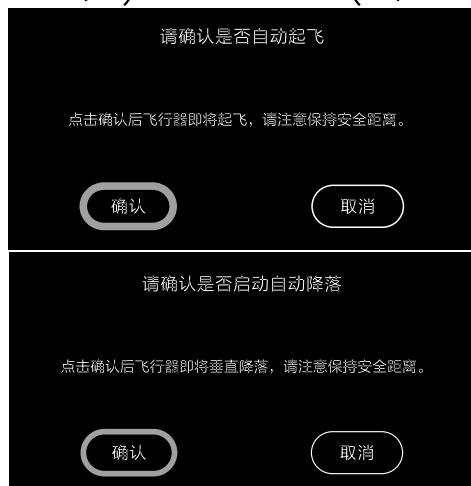 请确认是否自动起飞
点击确认后飞行器即将起飞，请注意保持安全距离。
确认 取消
请确认是否启动自动降落
点击确认后飞行器即将垂直降落，请注意保持安全距离。
确认 取消